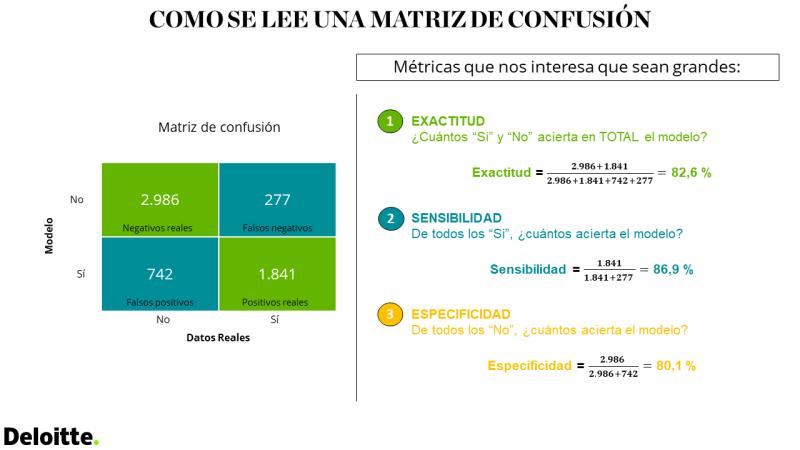 COMO SE LEE UNA MATRIZ DE CONFUSIÓN
Métricas que nos interesa que sean grandes:
Matriz de confusión
Modelo
No
2.986
Negativos reales
277
Falsos negativos
Sí
742
Falsos positivos
1.841
Positivos reales
No
Sí
Datos Reales
1
EXACTITUD
¿Cuántos “Si” y “No” acierta en TOTAL el modelo?
Exactitud = 2.986+1.841 / 2.986+1.841+742+277 = 82,6 %
2
SENSIBILIDAD
De todos los “Si”, ¿cuántos acierta el modelo?
Sensibilidad = 1.841 / 1.841+277 = 86,9 %
3
ESPECIFICIDAD
De todos los “No”, ¿cuántos acierta el modelo?
Especificidad = 2.986 / 2.986+742 = 80,1 %
Deloitte.